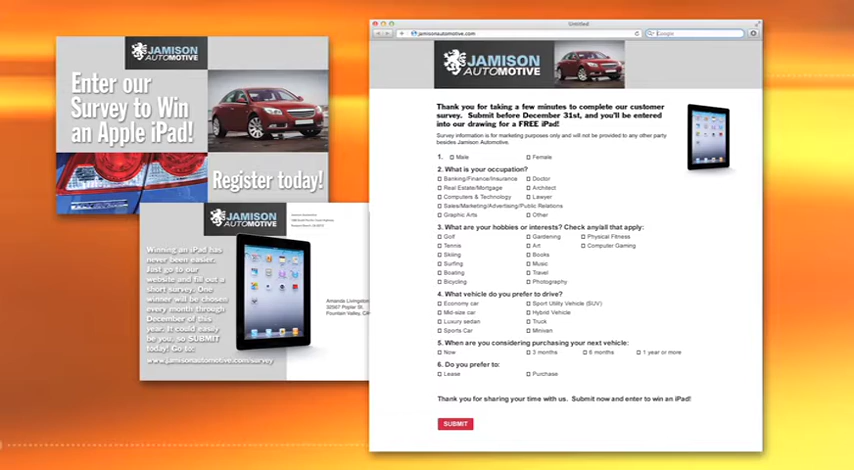 JAMISON
AUTOMOTIVE
Enter our
Survey to Win
an Apple iPad!
Register today!
JAMISON
AUTOMOTIVE
Winning an iPad has
never been easier.
Just go to our
website and fill out a
short survey. One
winner will be chosen
every month through
December of this
year. It could easily
be you, so SUBMIT
today! Go to:
www.jamisonautomotive.com/survey
Amanda Livingston
32567 Poplar St.
Fountain Valley, CA
Untitled
jamisonautomotive.com
Google
JAMISON
AUTOMOTIVE
Thank you for taking a few minutes to complete our customer
survey. Submit before December 31st, and you'll be entered
into our drawing for a FREE iPad!
Survey information is for marketing purposes only and will not be provided to any other party
besides Jamison Automotive.
1. Male Female
2. What is your occupation?
Banking/Finance/Insurance Doctor
Real Estate/Mortgage Architect
Computers & Technology Lawyer
Sales/Marketing/Advertising/Public Relations
Graphic Arts Other
3. What are your hobbies or interests? Check any/all that apply:
Golf Gardening Physical Fitness
Tennis Art Computer Gaming
Skiing Books
Surfing Music
Boating Travel
Bicycling Photography
4. What vehicle do you prefer to drive?
Economy car Sport Utility Vehicle (SUV)
Mid-size car Hybrid Vehicle
Luxury sedan Truck
Sports Car Minivan
5. When are you considering purchasing your next vehicle:
Now 3 months 6 months 1 year or more
6. Do you prefer to:
Lease Purchase
Thank you for sharing your time with us. Submit now and enter to win an iPad!
SUBMIT